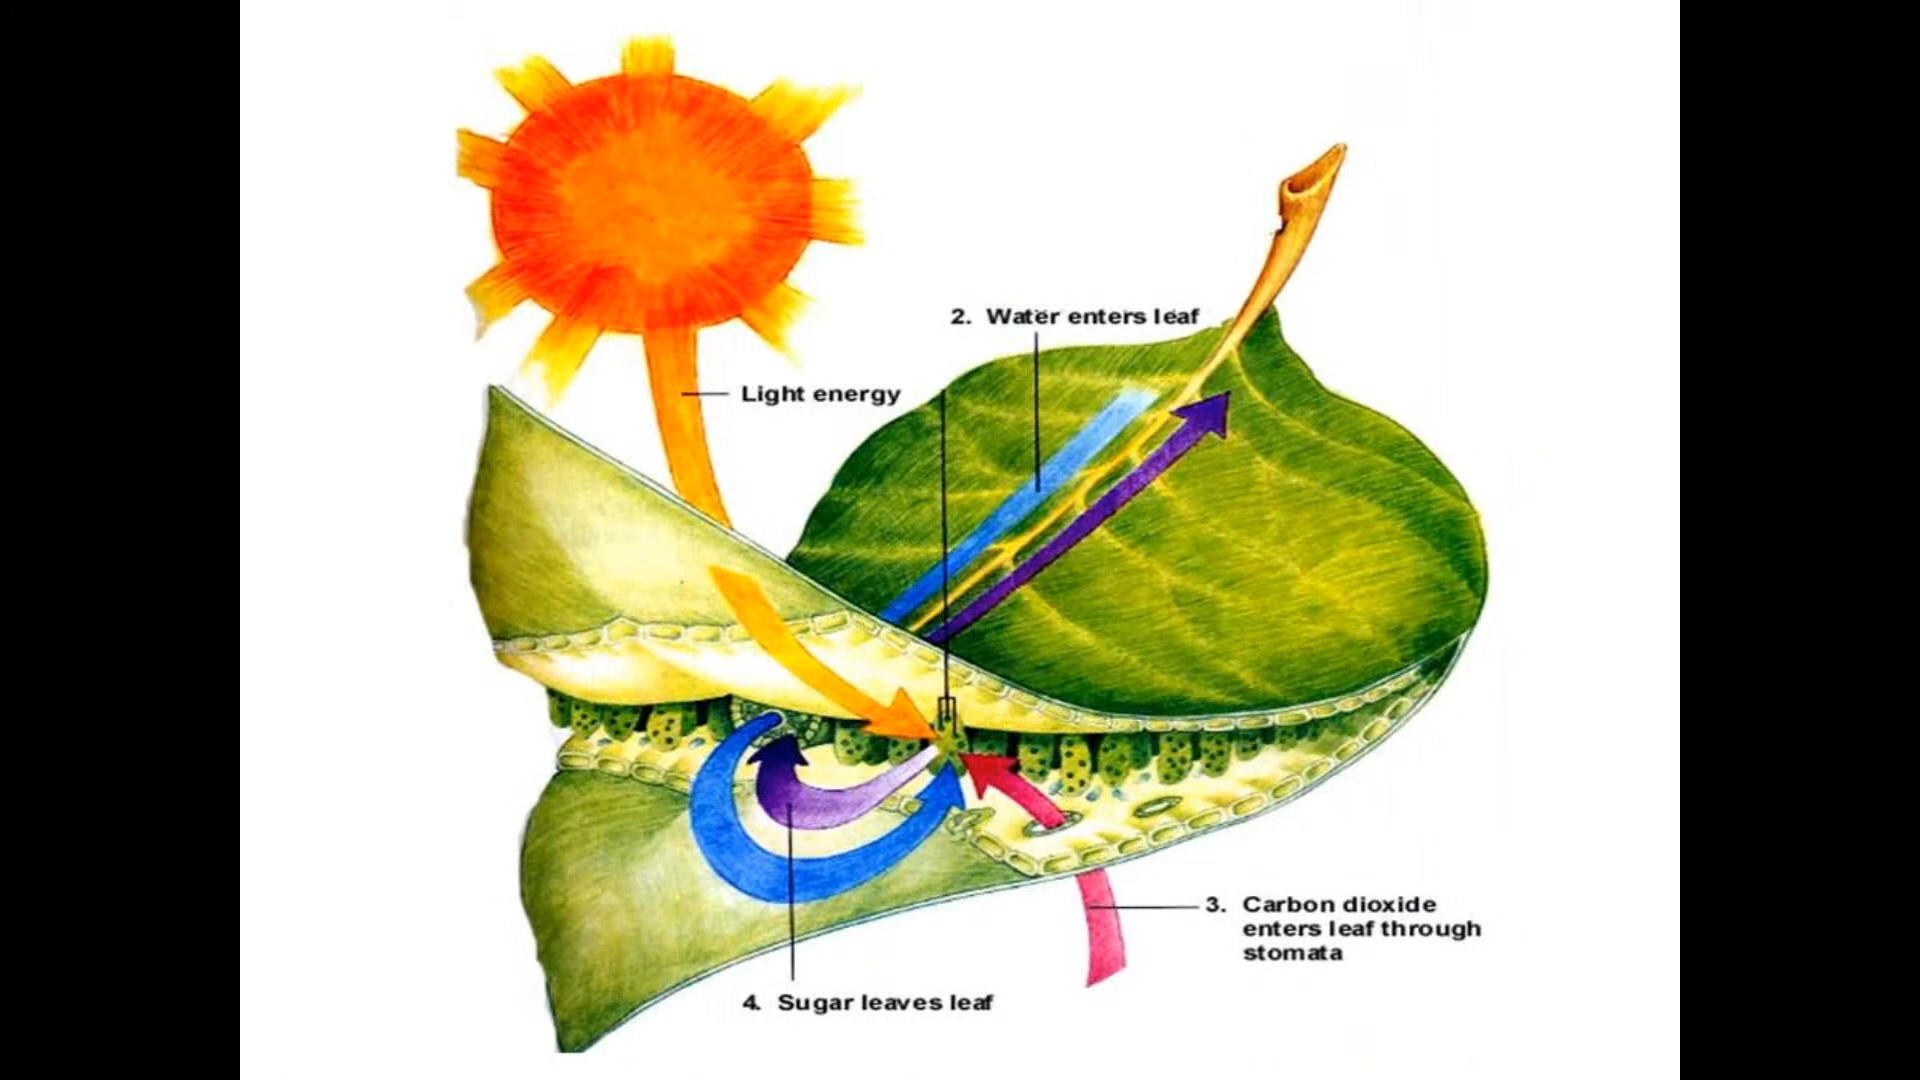 2. Water enters leaf
Light energy
3. Carbon dioxide
enters leaf through
stomata
4. Sugar leaves leaf